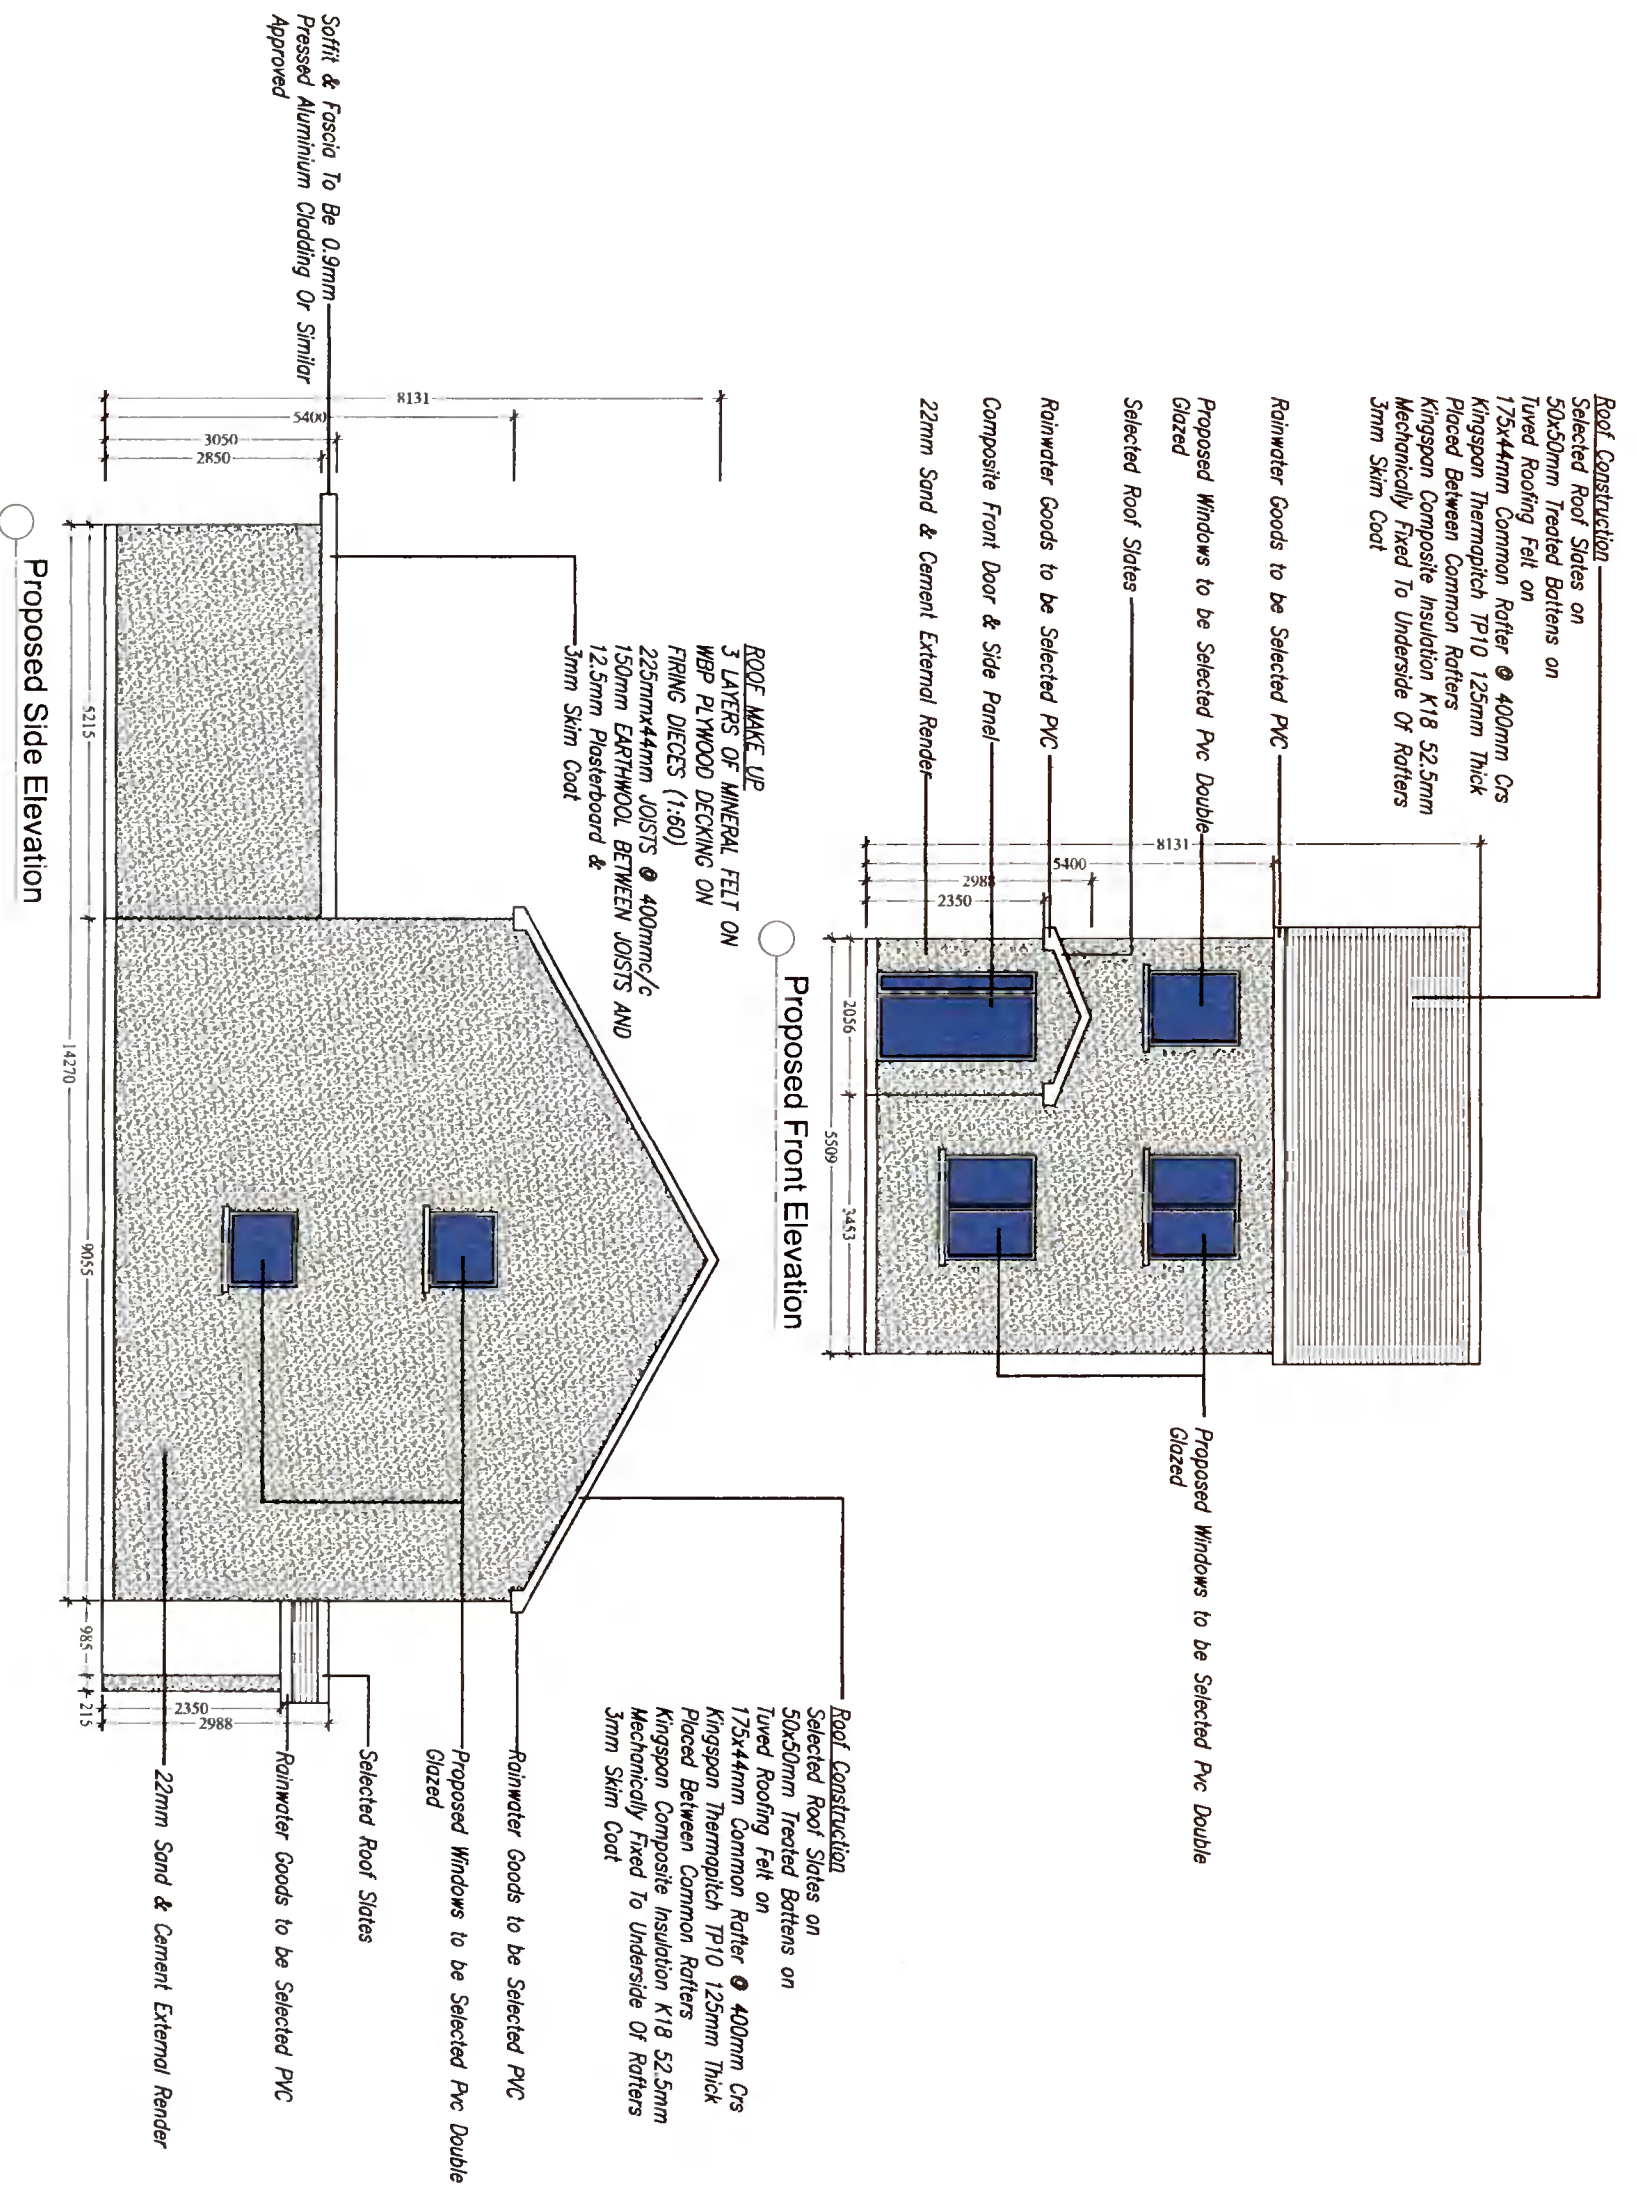 Roof Construction
Selected Roof Slates on
50x50mm Treated Battens on
Tuved Roofing Felt on
175x44mm Common Rafter @ 400mm Crs
Kingspan Thermapitch TP10 125mm Thick
Placed Between Common Rafters
Kingspan Composite Insulation K18 52.5mm
Mechanically Fixed To Underside Of Rafters
3mm Skim Coat
Rainwater Goods to be Selected PVC
Proposed Windows to be Selected Pvc Double
Glazed
Selected Roof Slates
Rainwater Goods to be Selected PVC
Composite Front Door & Side Panel
22mm Sand & Cement External Render
8131
5400
2988
2350
2056
3453
5509
Proposed Windows to be Selected Pvc Double
Glazed
Proposed Front Elevation
ROOF MAKE UP
3 LAYERS OF MINERAL FELT ON
WBP PLYWOOD DECKING ON
FIRING DIECES (1:60)
225mmx44mm JOISTS @ 400mmc/c
150mm EARTHWOOL BETWEEN JOISTS AND
12.5mm Plasterboard &
3mm Skim Coat
Soffit & Fascia To Be 0.9mm
Pressed Aluminium Cladding Or Similar
Approved
8131
5400
3050
2850
Roof Construction
Selected Roof Slates on
50x50mm Treated Battens on
Tuved Roofing Felt on
175x44mm Common Rafter @ 400mm Crs
Kingspan Thermapitch TP10 125mm Thick
Placed Between Common Rafters
Kingspan Composite Insulation K18 52.5mm
Mechanically Fixed To Underside Of Rafters
3mm Skim Coat
Rainwater Goods to be Selected PVC
Proposed Windows to be Selected Pvc Double
Glazed
Selected Roof Slates
Rainwater Goods to be Selected PVC
22mm Sand & Cement External Render
2350
2988
5215
9055
985
215
14270
Proposed Side Elevation